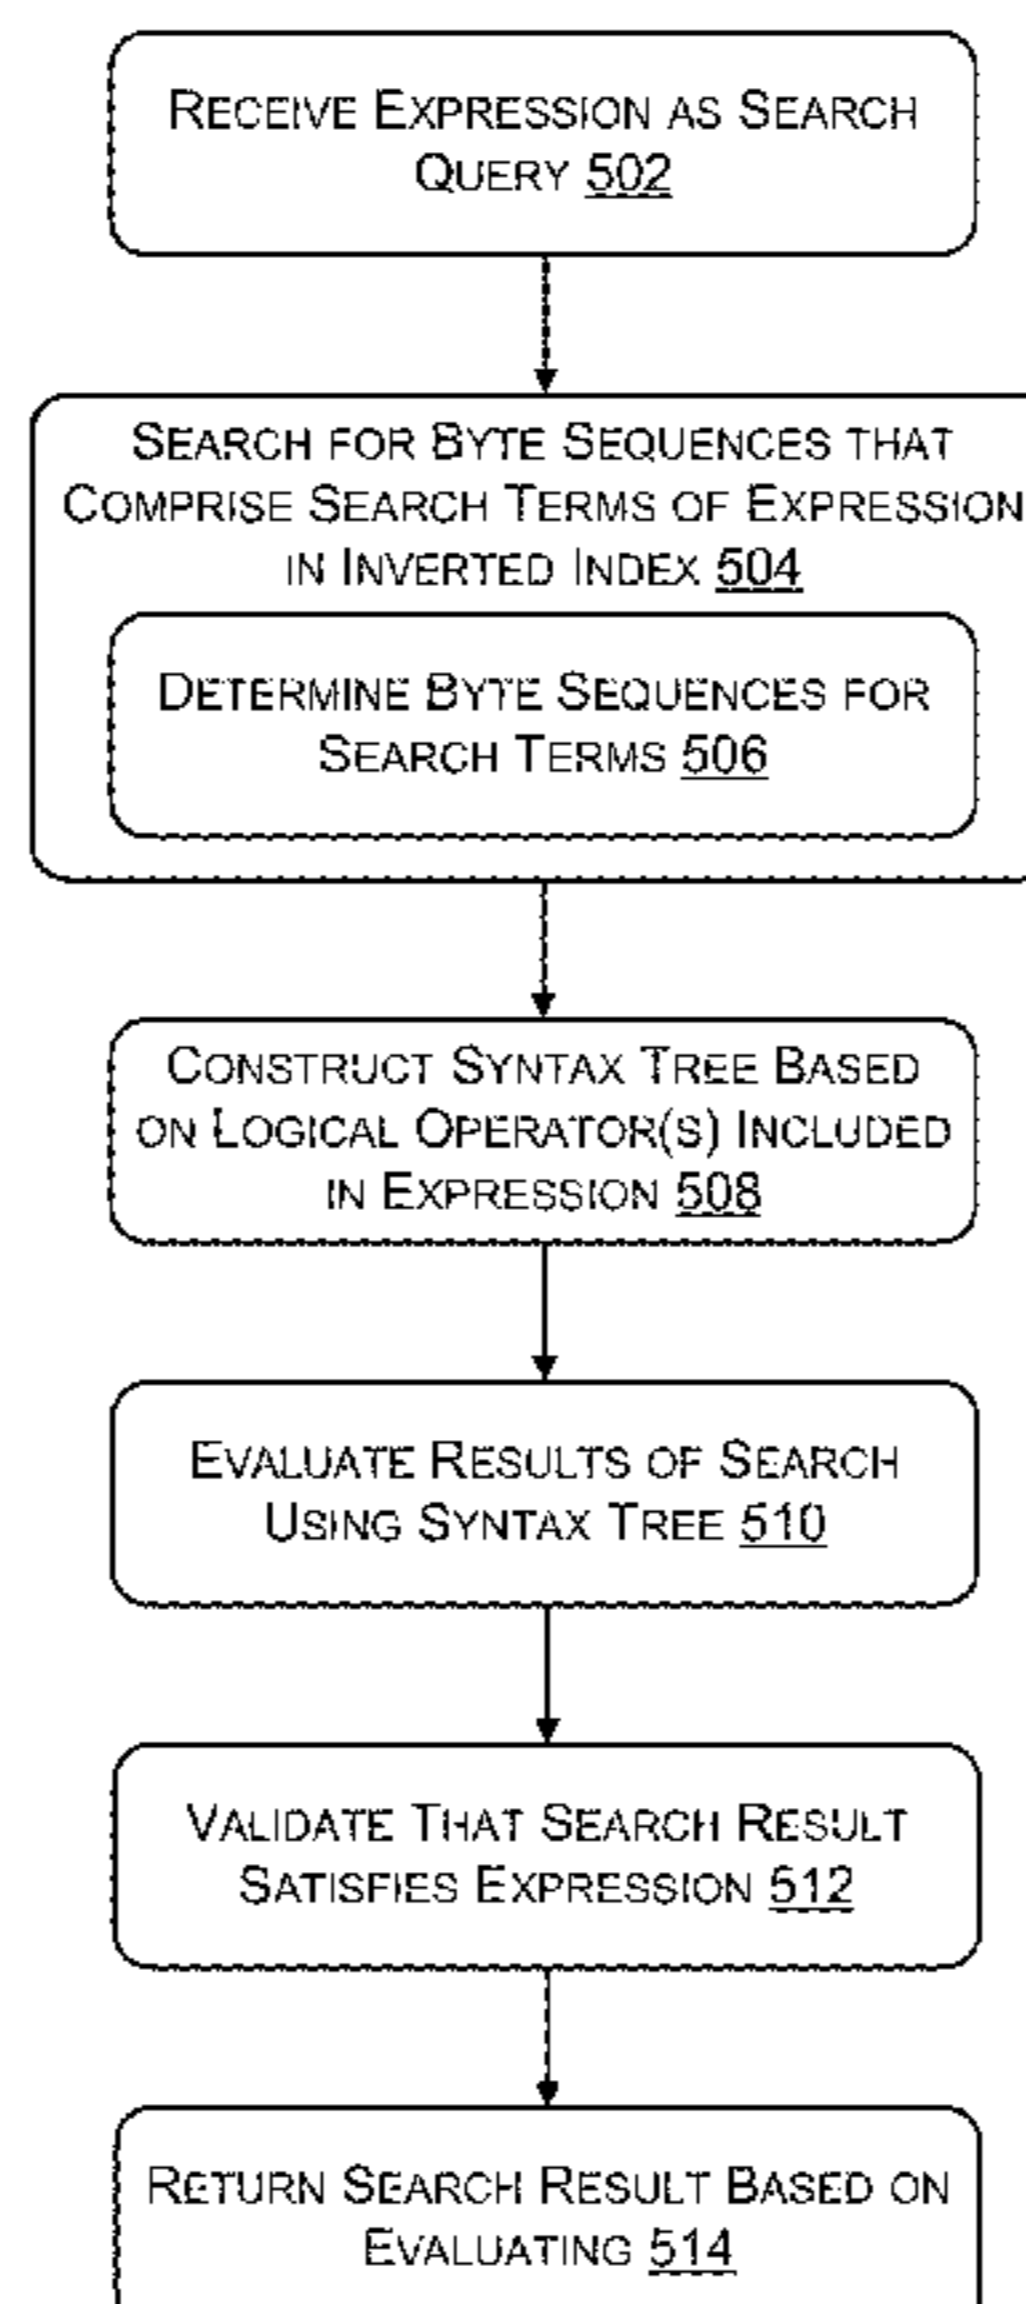 RECEIVE EXPRESSION AS SEARCH
QUERY 502
SEARCH FOR BYTE SEQUENCES THAT
COMPRISE SEARCH TERMS OF EXPRESSION
IN INVERTED INDEX 504
DETERMINE BYTE SEQUENCES FOR
SEARCH TERMS 506
CONSTRUCT SYNTAX TREE BASED
ON LOGICAL OPERATOR(S) INCLUDED
IN EXPRESSION 508
EVALUATE RESULTS OF SEARCH
USING SYNTAX TREE 510
VALIDATE THAT SEARCH RESULT
SATISFIES EXPRESSION 512
RETURN SEARCH RESULT BASED ON
EVALUATING 514